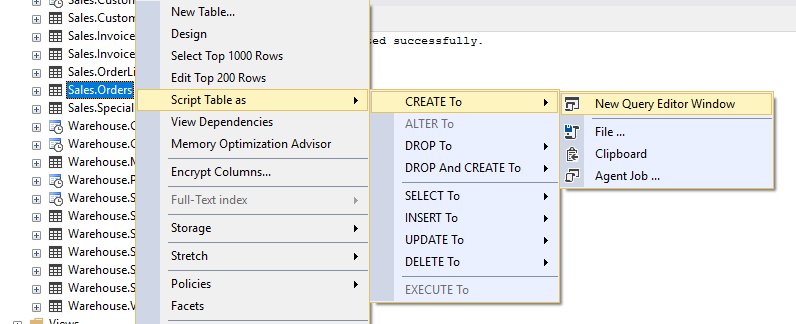 Sales.Custom
Sales.Custom
Sales.Invoice
Sales.Invoice
Sales.OrderLi
Sales.Orders
Sales.Special
Warehouse.C
Warehouse.C
Warehouse.M
Warehouse.P
Warehouse.S
Warehouse.S
Warehouse.S
Warehouse.S
Warehouse.S
Warehouse.V
Views
New Table...
Design
Select Top 1000 Rows
Edit Top 200 Rows
Script Table as
View Dependencies
Memory Optimization Advisor
Encrypt Columns...
Full-Text index
Storage
Stretch
Policies
Facets
ed successfully.
CREATE To
ALTER To
DROP To
DROP And CREATE To
SELECT To
INSERT To
UPDATE To
DELETE To
EXECUTE To
New Query Editor Window
File ...
Clipboard
Agent Job ...